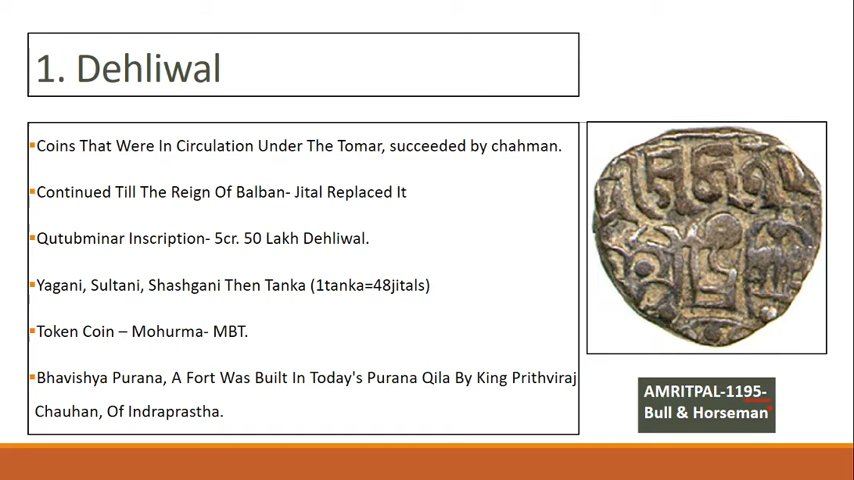 1. Dehliwal
Coins That Were In Circulation Under The Tomar, succeeded by chahman.
Continued Till The Reign Of Balban- Jital Replaced It
Qutubminar Inscription- 5cr. 50 Lakh Dehliwal.
Yagani, Sultani, Shashgani Then Tanka (1tanka=48jitals)
Token Coin – Mohurma- MBT.
Bhavishya Purana, A Fort Was Built In Today's Purana Qila By King Prithviraj
Chauhan, Of Indraprastha.
AMRITPAL-1195-
Bull & Horseman